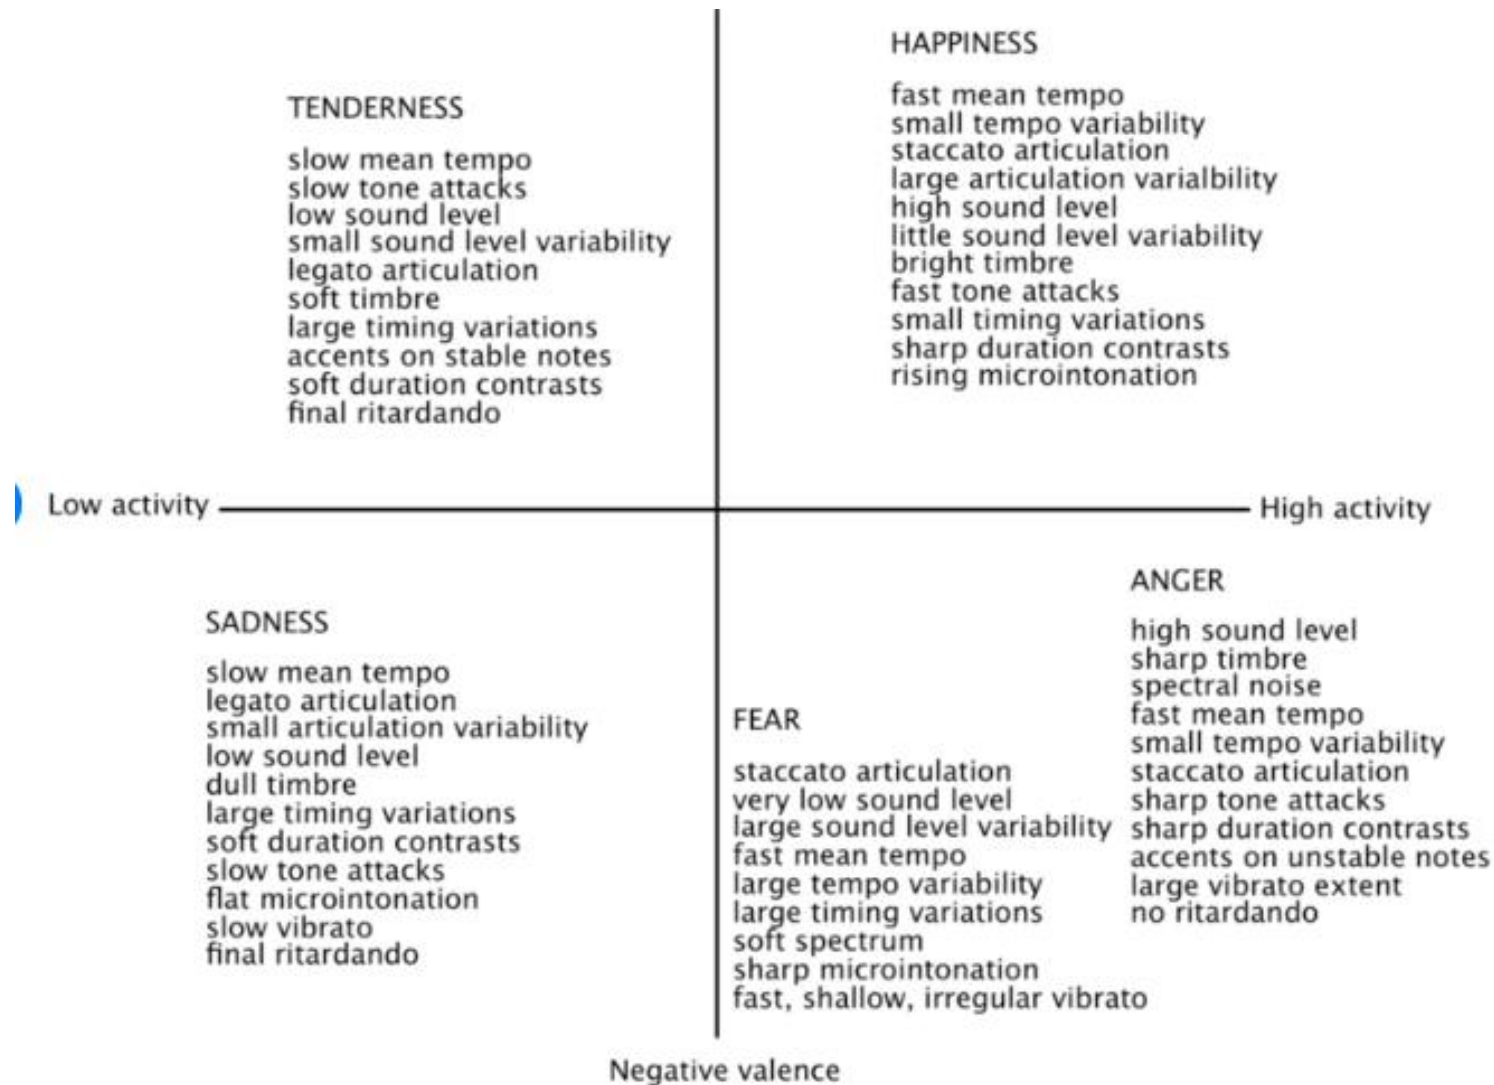 HAPPINESS
fast mean tempo
small tempo variability
staccato articulation
large articulation varialbility
high sound level
little sound level variability
bright timbre
fast tone attacks
small timing variations
sharp duration contrasts
rising microintonation
TENDERNESS
slow mean tempo
slow tone attacks
low sound level
small sound level variability
legato articulation
soft timbre
large timing variations
accents on stable notes
soft duration contrasts
final ritardando
Low activity
High activity
SADNESS
slow mean tempo
legato articulation
small articulation variability
low sound level
dull timbre
large timing variations
soft duration contrasts
slow tone attacks
flat microintonation
slow vibrato
final ritardando
FEAR
staccato articulation
very low sound level
large sound level variability
fast mean tempo
large tempo variability
large timing variations
soft spectrum
sharp microintonation
fast, shallow, irregular vibrato
ANGER
high sound level
sharp timbre
spectral noise
fast mean tempo
small tempo variability
staccato articulation
sharp tone attacks
sharp duration contrasts
accents on unstable notes
large vibrato extent
no ritardando
Negative valence